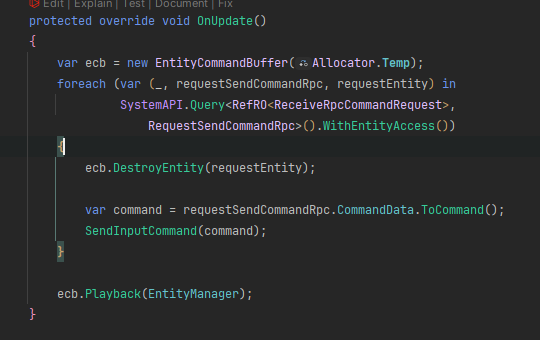 Edit | Explain | Test | Document | Fix
protected override void OnUpdate()
{
var ecb = new EntityCommandBuffer(Allocator.Temp);
foreach (var (_, requestSendCommandRpc, requestEntity) in
SystemAPI.Query<RefRO<ReceiveRpcCommandRequest>,
RequestSendCommandRpc>().WithEntityAccess())
{
ecb.DestroyEntity(requestEntity);
var command = requestSendCommandRpc.CommandData.ToCommand();
SendInputCommand(command);
}
ecb.Playback(EntityManager);
}